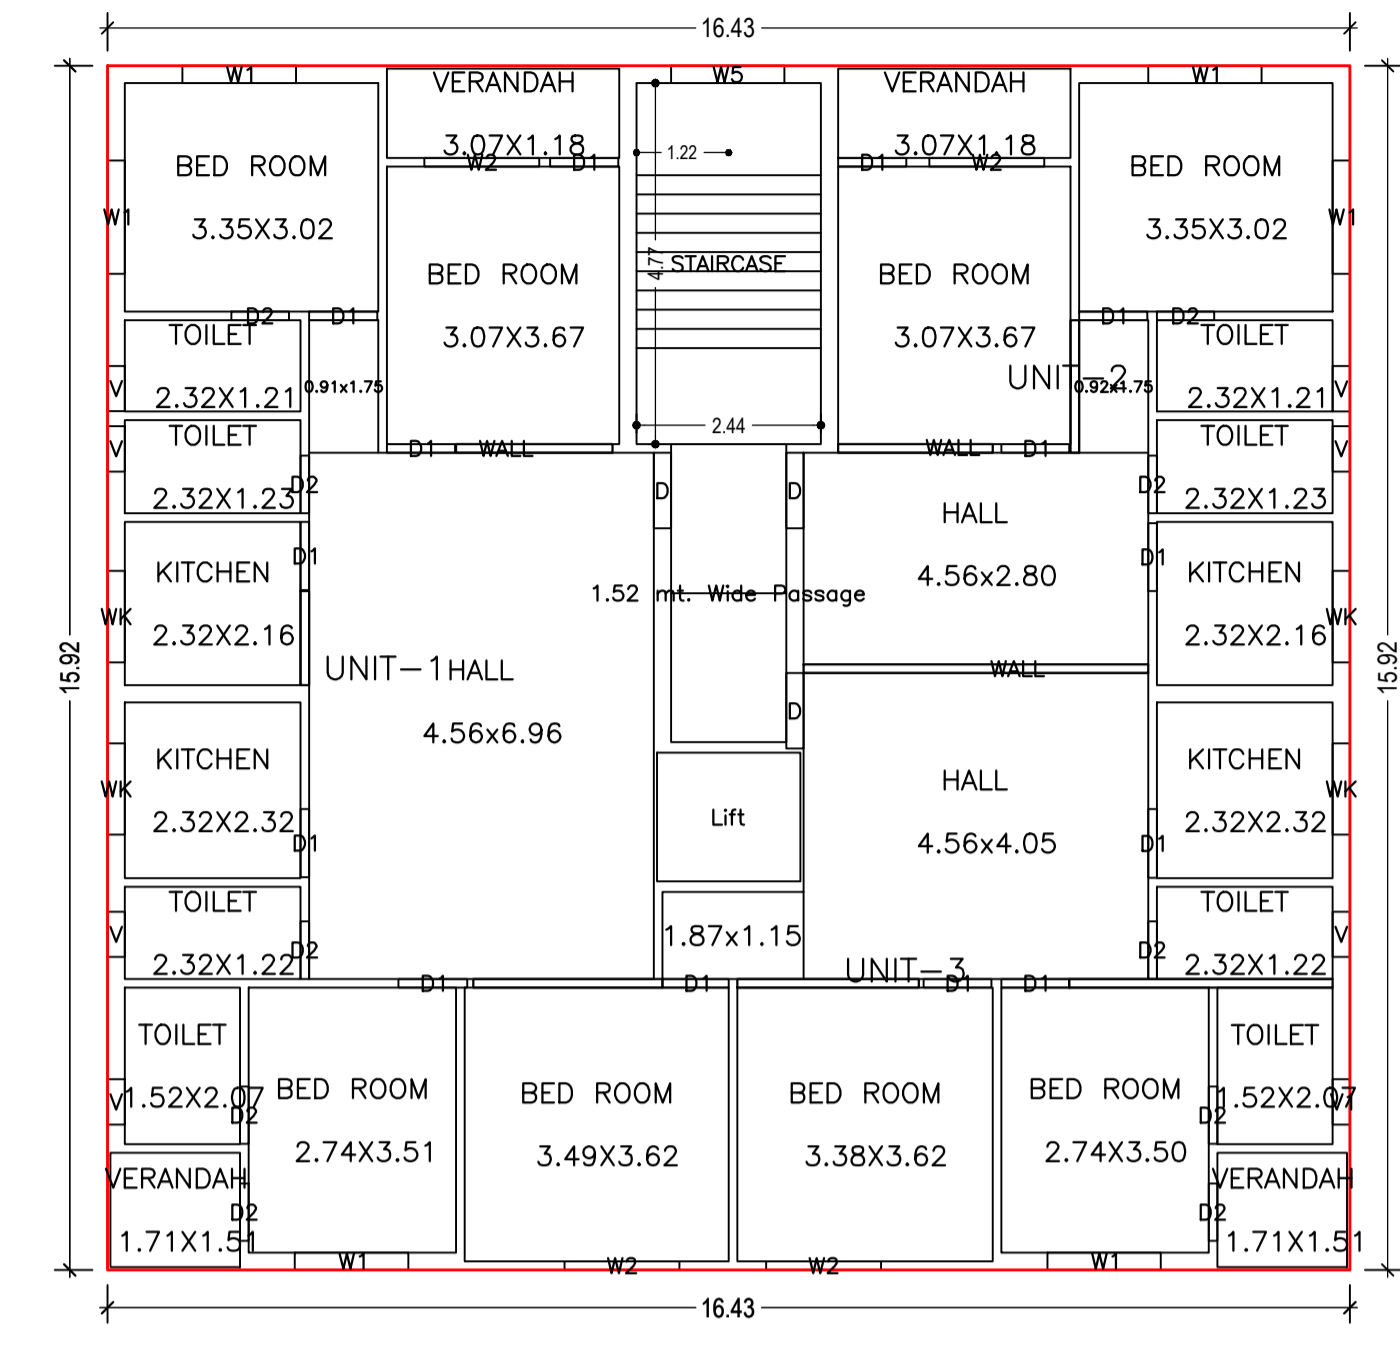 16.43
W1
W5
W1
VERANDAH
VERANDAH
3.07X1.18
3.07X1.18
W2
D1
D1
W2
1.22
BED ROOM
3.35X3.02
BED ROOM
3.35X3.02
W1
W1
4.77
STAIRCASE
BED ROOM
3.07X3.67
BED ROOM
3.07X3.67
D2
D1
D1
D2
TOILET
2.32X1.21
0.91x1.75
UNIT-2
0.92x1.75
TOILET
2.32X1.21
V
V
2.44
D1
WALL
WALL
D1
TOILET
2.32X1.23
V
D2
D
D
D2
TOILET
2.32X1.23
V
HALL
4.56x2.80
KITCHEN
2.32X2.16
D1
WK
D1
KITCHEN
2.32X2.16
WK
1.52 mt. Wide Passage
15.92
15.92
UNIT-1
HALL
4.56x6.96
WALL
D
KITCHEN
2.32X2.32
WK
D1
Lift
HALL
4.56x4.05
D1
KITCHEN
2.32X2.32
WK
TOILET
2.32X1.22
V
D2
1.87x1.15
D2
TOILET
2.32X1.22
V
UNIT-3
D1
D1
D1
D1
TOILET
1.52X2.07
V
D2
BED ROOM
2.74X3.51
BED ROOM
3.49X3.62
BED ROOM
3.38X3.62
BED ROOM
2.74X3.50
D2
TOILET
1.52X2.07
V1
VERANDAH
1.71X1.51
D2
D2
VERANDAH
1.71X1.51
W1
W2
W2
W1
16.43